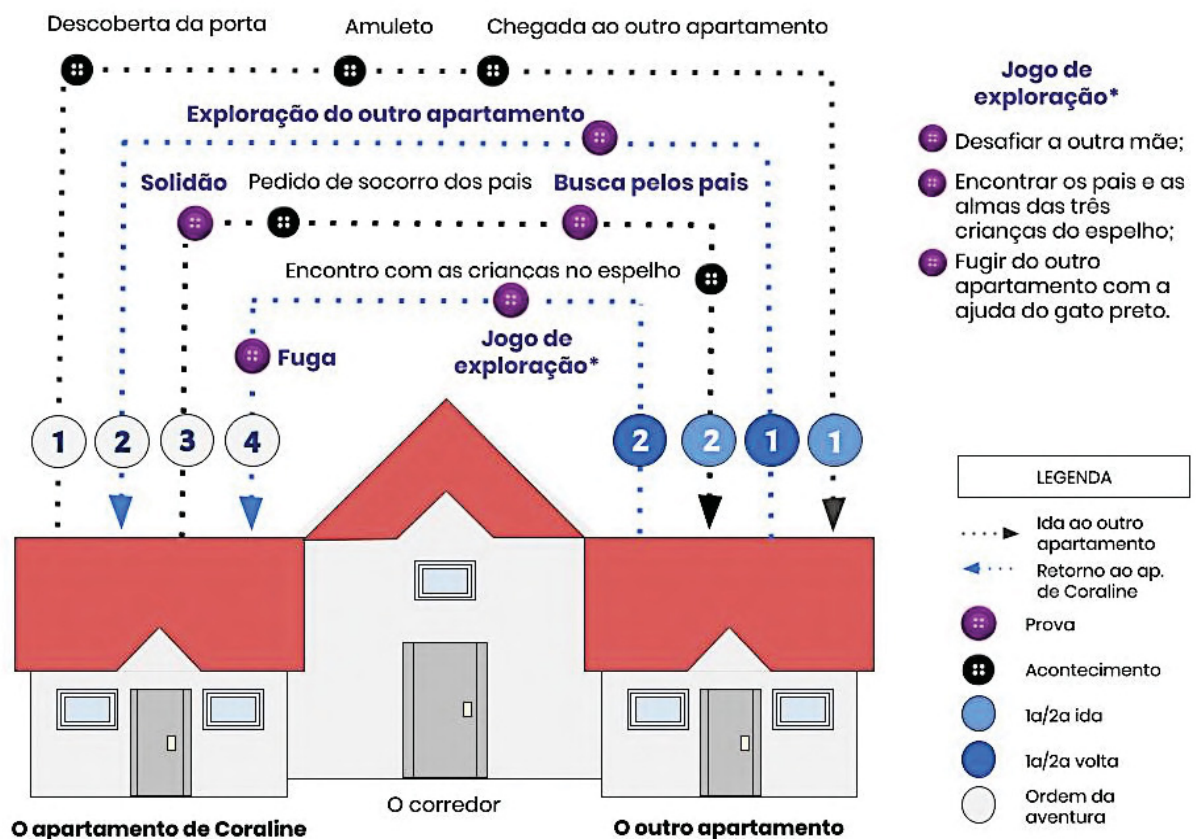 Descoberta da porta
Amuleto
Chegada ao outro apartamento
Exploração do outro apartamento
Solidão
Pedido de socorro dos pais
Busca pelos pais
Encontro com as crianças no espelho
Jogo de
exploração*
Fuga
1
2
3
4
2
2
1
1
O apartamento de Coraline
O corredor
O outro apartamento
Jogo de
exploração*
Desafiar a outra mãe;
Encontrar os pais e as
almas das três
crianças do espelho;
Fugir do outro
apartamento com a
ajuda do gato preto.
LEGENDA
Ida ao outro
apartamento
Retorno ao ap.
de Coraline
Prova
Acontecimento
1a/2a ida
1a/2a volta
Ordem da
aventura